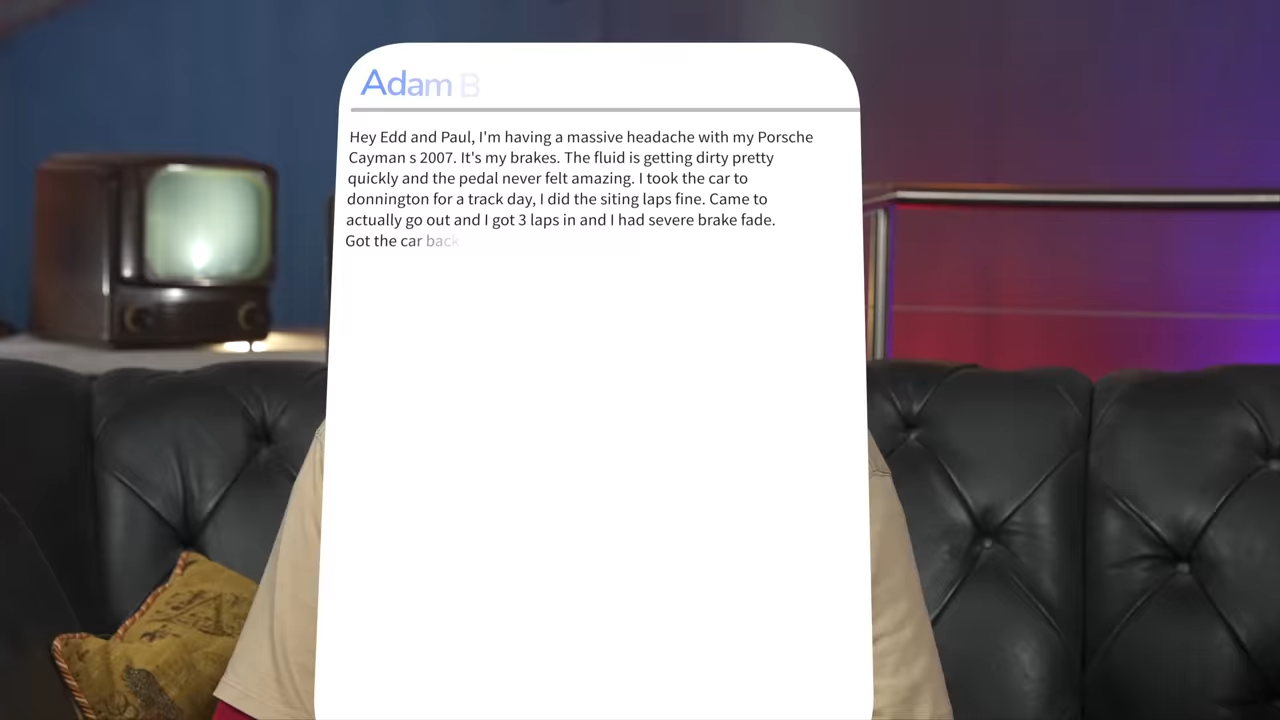 Adam B
Hey Edd and Paul, I'm having a massive headache with my Porsche
Cayman s 2007. It's my brakes. The fluid is getting dirty pretty
quickly and the pedal never felt amazing. I took the car to
donnington for a track day, I did the siting laps fine. Came to
actually go out and I got 3 laps in and I had severe brake fade.
Got the car back